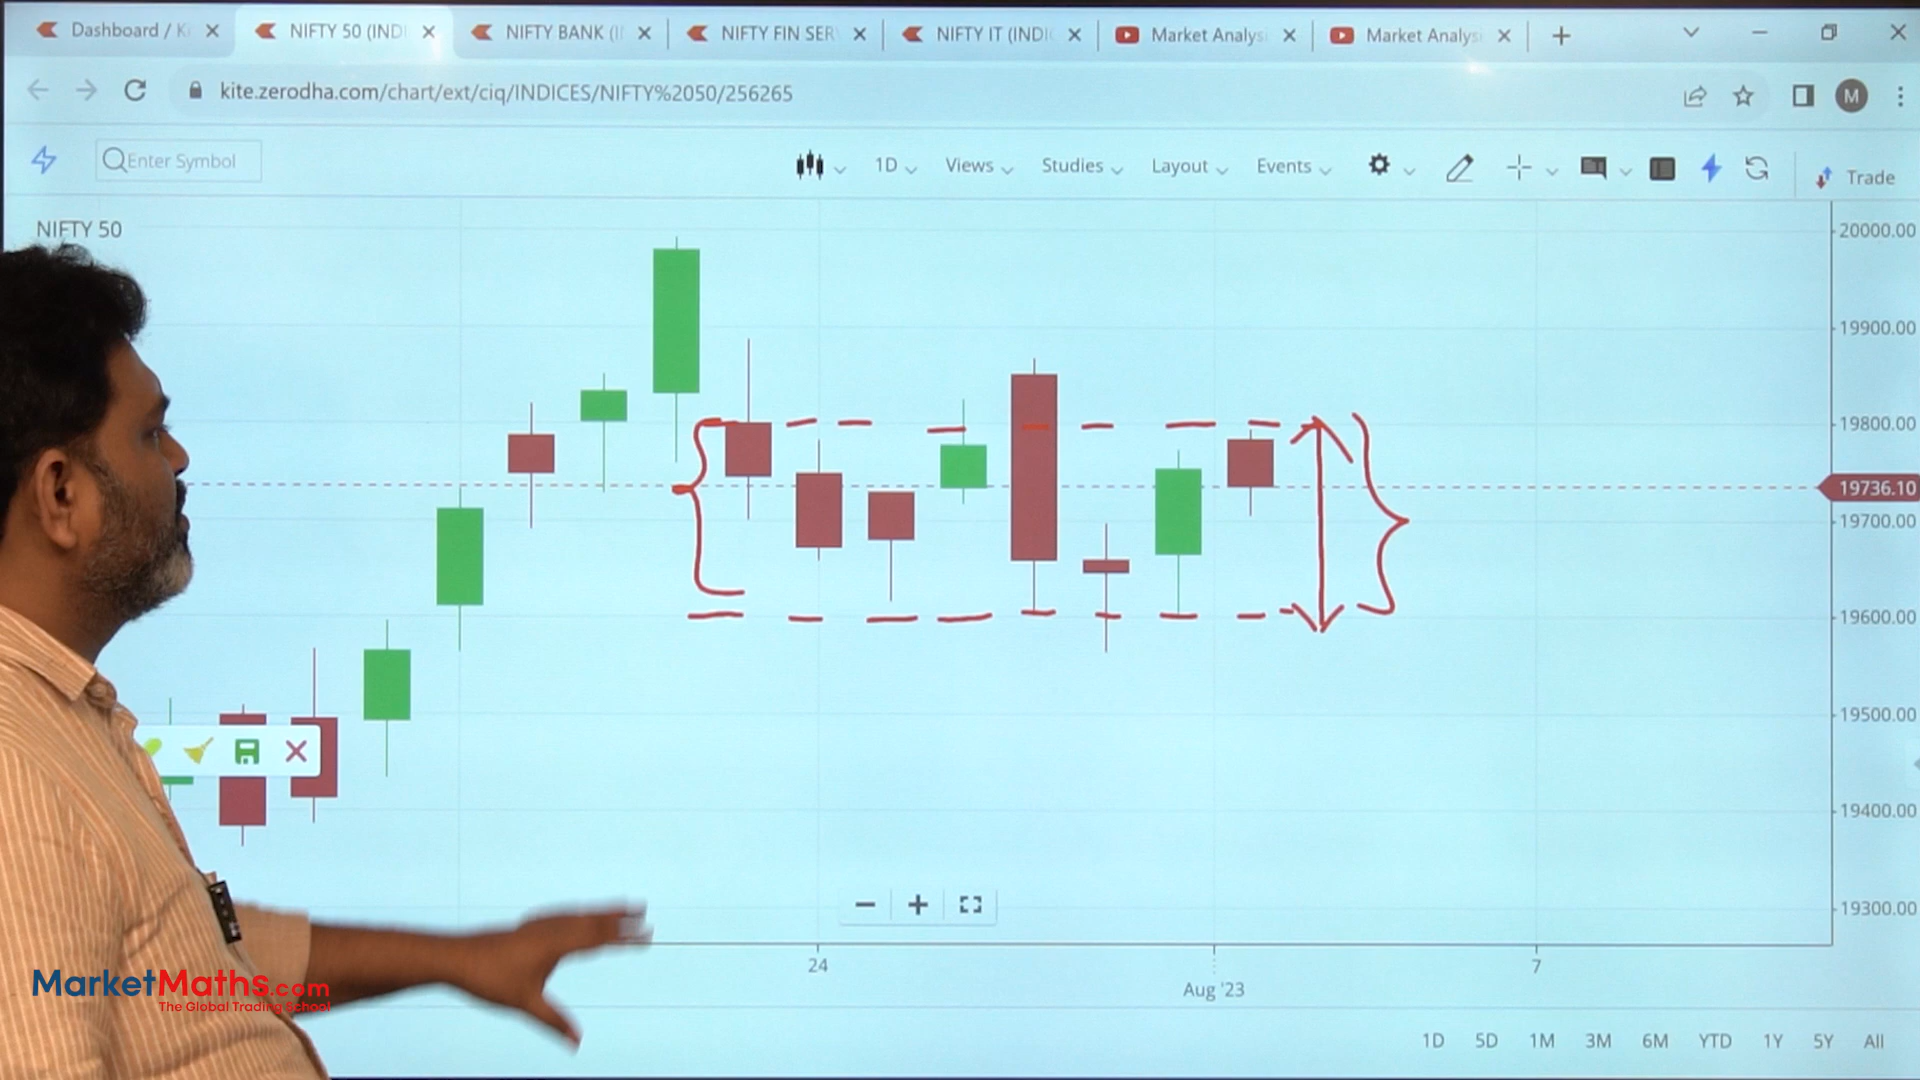 Dashboard / Ki
NIFTY 50 (INDI
NIFTY BANK (I
NIFTY FIN SER
NIFTY IT (INDI
Market Analys
Market Analys
kite.zerodha.com/chart/ext/ciq/INDICES/NIFTY%2050/256265
M
Enter Symbol
1D
Views
Studies
Layout
Events
Trade
NIFTY 50
20000.00
19900.00
19800.00
19736.10
19700.00
19600.00
19500.00
19400.00
19300.00
24
Aug '23
7
MarketMaths.com
The Global Trading School
1D 5D 1M 3M 6M YTD 1Y 5Y All